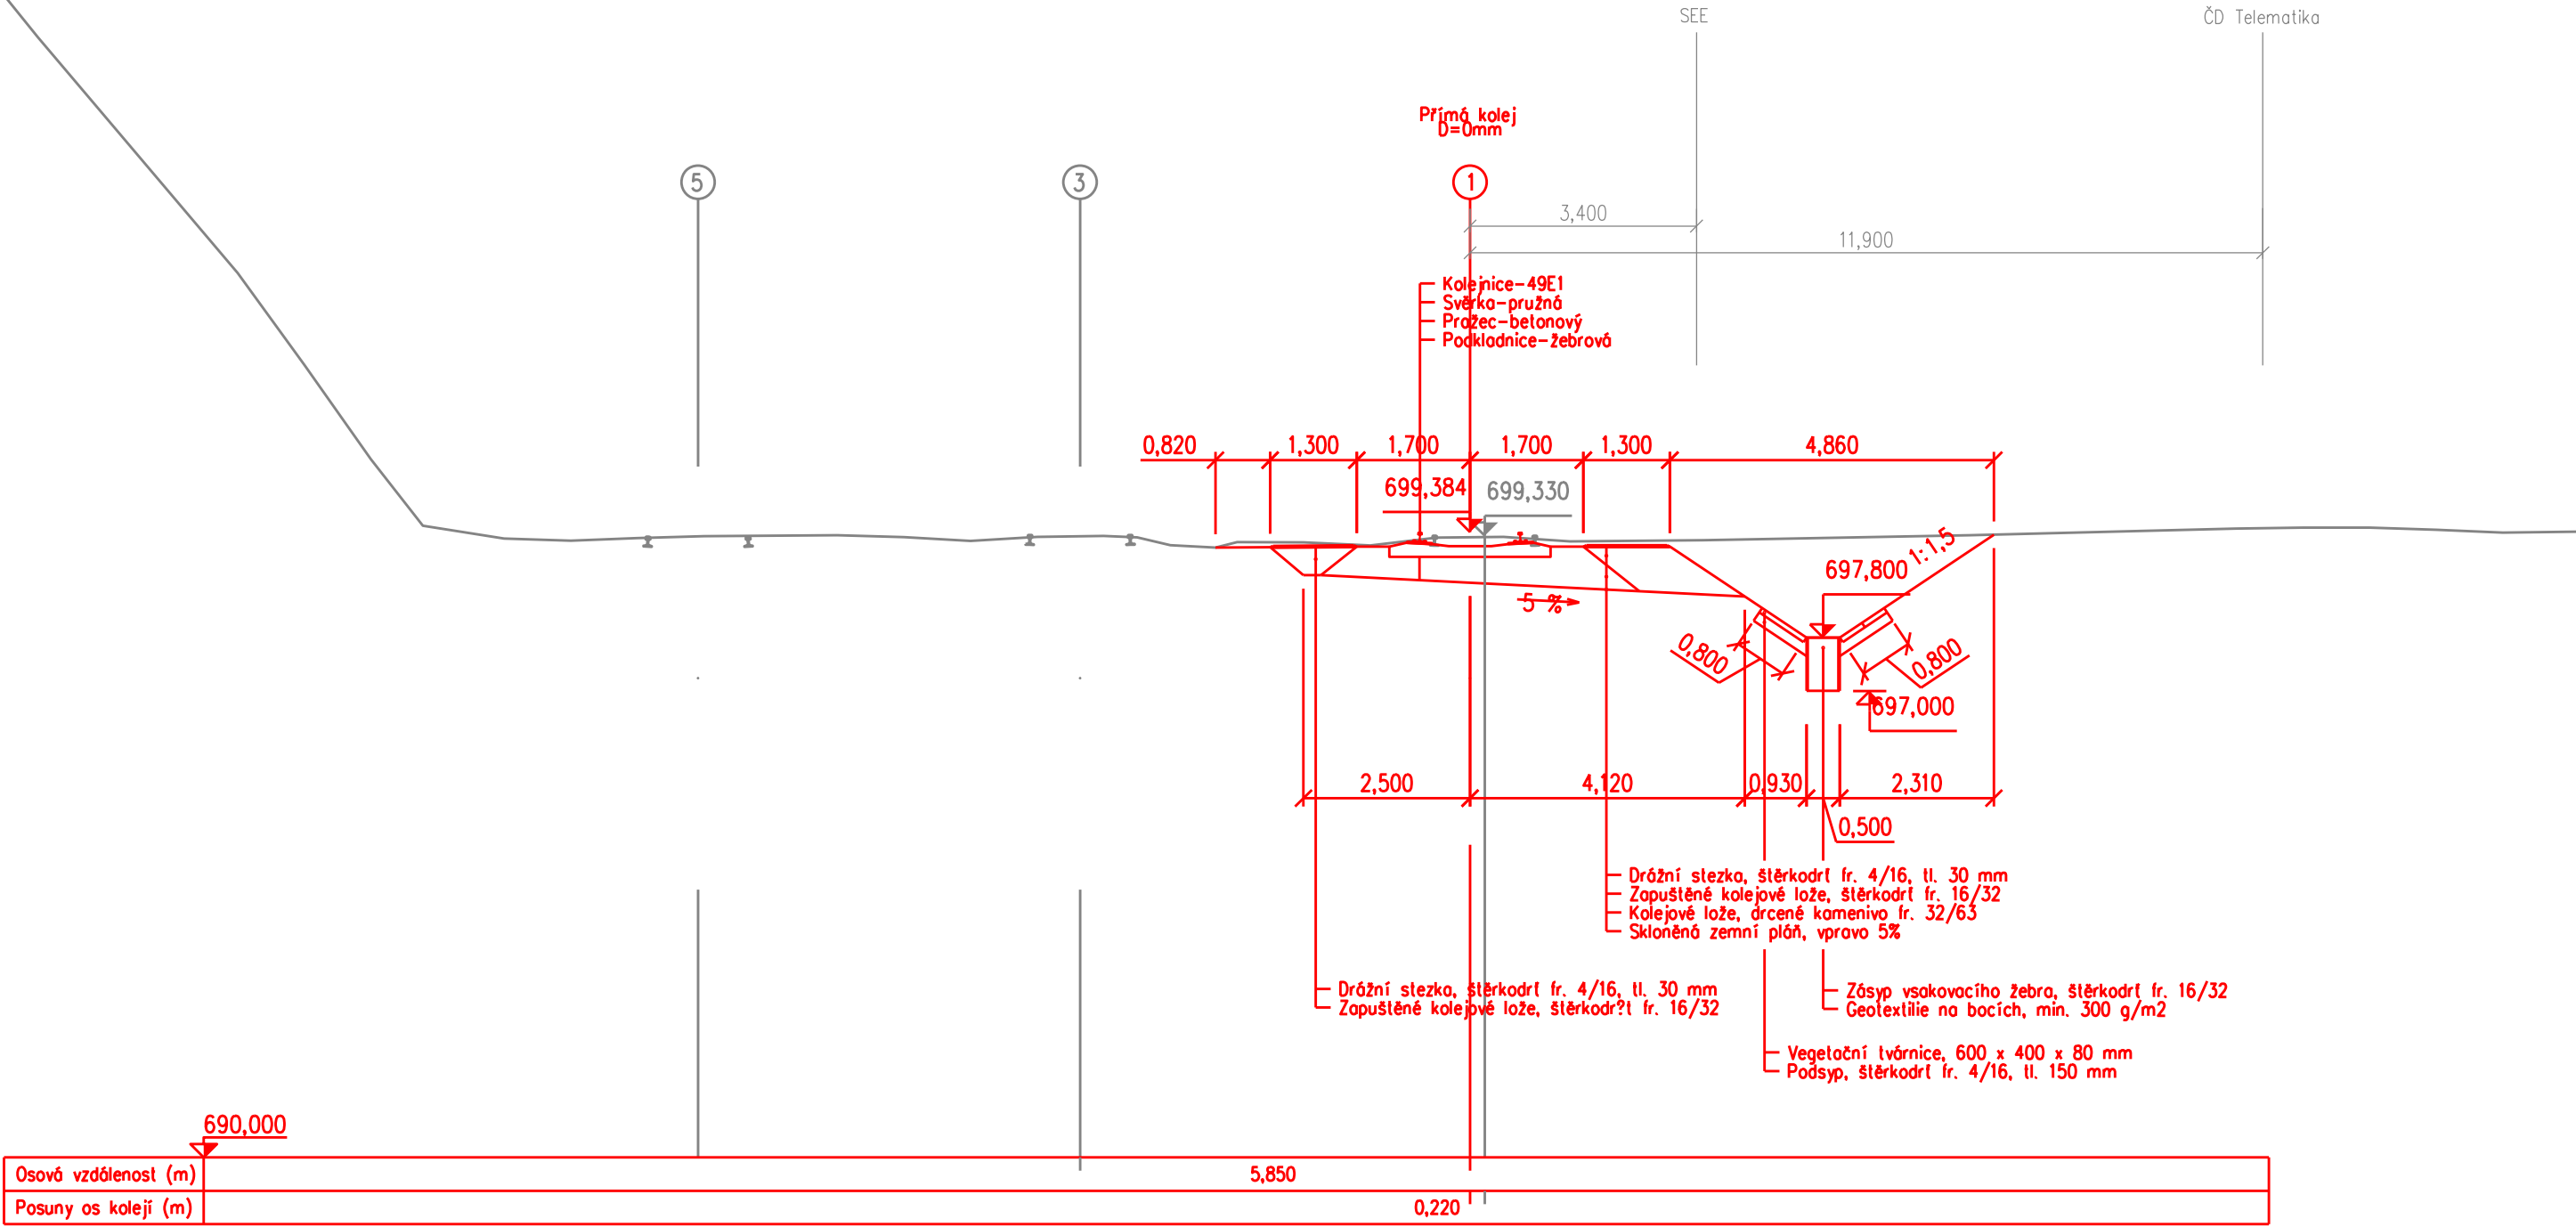 SEE
ČD Telematika
Přímá kolej
D=0mm
5
3
1
3,400
11,900
Kolejnice-49E1
Svěrka-pružná
Pražec-betonový
Podkladnice-žebrová
0,820
1,300
1,700
1,700
1,300
4,860
699,384
699,330
1:1,5
697,800
5 %
0,800
0,800
697,000
2,500
4,120
0,930
2,310
0,500
Drážní stezka, štěrkodrť fr. 4/16, tl. 30 mm
Zapuštěné kolejové lože, štěrkodrť fr. 16/32
Kolejové lože, drcené kamenivo fr. 32/63
Skloněná zemní pláň, vpravo 5%
Drážní stezka, štěrkodrť fr. 4/16, tl. 30 mm
Zapuštěné kolejové lože, štěrkodr?t fr. 16/32
Zásyp vsakovacího žebra, štěrkodrť fr. 16/32
Geotextilie na bocích, min. 300 g/m2
Vegetační tvárnice, 600 x 400 x 80 mm
Podsyp, štěrkodrť fr. 4/16, tl. 150 mm
690,000
Osová vzdálenost (m)
5,850
Posuny os kolejí (m)
0,220